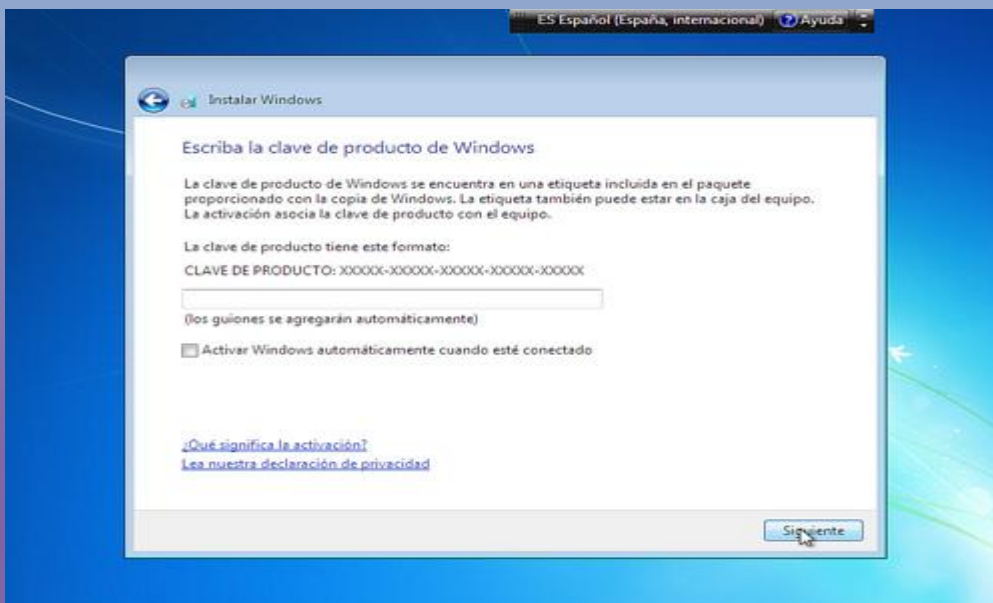 ES Español (España, internacional) ? Ayuda
Instalar Windows
Escriba la clave de producto de Windows
La clave de producto de Windows se encuentra en una etiqueta incluida en el paquete
proporcionado con la copia de Windows. La etiqueta también puede estar en la caja del equipo.
La activación asocia la clave de producto con el equipo.
La clave de producto tiene este formato:
CLAVE DE PRODUCTO: XXXXX-XXXXX-XXXXX-XXXXX-XXXXX
(los guiones se agregarán automáticamente)
Activar Windows automáticamente cuando esté conectado
¿Qué significa la activación?
Lea nuestra declaración de privacidad
Siguiente